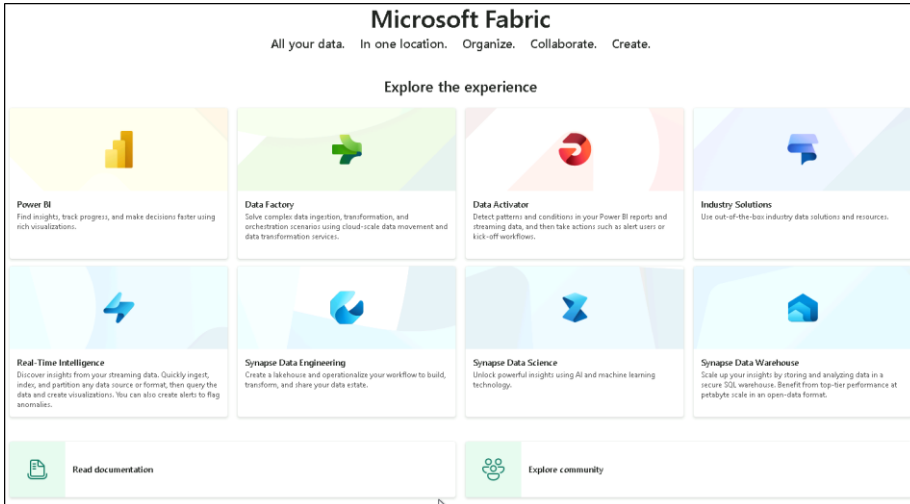 Microsoft Fabric
All your data. In one location. Organize. Collaborate. Create.
Explore the experience
Power BI
Find insights, track progress, and make decisions faster using
rich visualizations.
Data Factory
Solve complex data ingestion, transformation, and
orchestration scenarios using cloud-scale data movement and
data transformation services.
Data Activator
Detect patterns and conditions in your Power BI reports and
streaming data, and then take actions such as alert users or
kick-off workflows.
Industry Solutions
Use out-of-the-box industry data solutions and resources.
Real-Time Intelligence
Discover insights from your streaming data. Quickly ingest,
index, and partition any data source or format, then query the
data and create visualizations. You can also create alerts to flag
anomalies.
Synapse Data Engineering
Create a lakehouse and operationalize your workflow to build,
transform, and share your data estate.
Synapse Data Science
Unlock powerful insights using AI and machine learning
technology.
Synapse Data Warehouse
Scale up your insights by storing and analyzing data in a
secure SQL warehouse. Benefit from top-tier performance at
petabyte scale in an open-data format.
Read documentation
Explore community